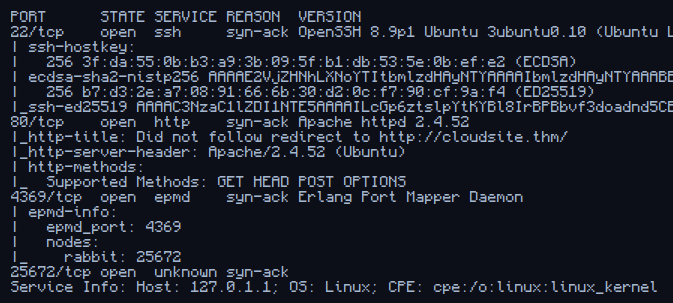 PORT STATE SERVICE REASON VERSION
22/tcp open ssh syn-ack OpenSSH 8.9p1 Ubuntu 3ubuntu0.10 (Ubuntu L
| ssh-hostkey:
| 256 3f:da:55:0b:b3:a9:3b:09:5f:b1:db:53:5e:0b:ef:e2 (ECDSA)
| ecdsa-sha2-nistp256 AAAAE2VjZHNhLXNoYTItbmlzdHAyNTYAAAAIbmlzdHAyNTYAAABB
| 256 b7:d3:2e:a7:08:91:66:6b:30:d2:0c:f7:90:cf:9a:f4 (ED25519)
|_ssh-ed25519 AAAAC3NzaC1lZDI1NTE5AAAAILcGp6ztslpYtKYBl8IrBPBbvf3doadnd5CB
80/tcp open http syn-ack Apache httpd 2.4.52
|_http-title: Did not follow redirect to http://cloudsite.thm/
|_http-server-header: Apache/2.4.52 (Ubuntu)
| http-methods:
|_ Supported Methods: GET HEAD POST OPTIONS
4369/tcp open epmd syn-ack Erlang Port Mapper Daemon
| epmd-info:
| epmd_port: 4369
| nodes:
|_ rabbit: 25672
25672/tcp open unknown syn-ack
Service Info: Host: 127.0.1.1; OS: Linux; CPE: cpe:/o:linux:linux_kernel